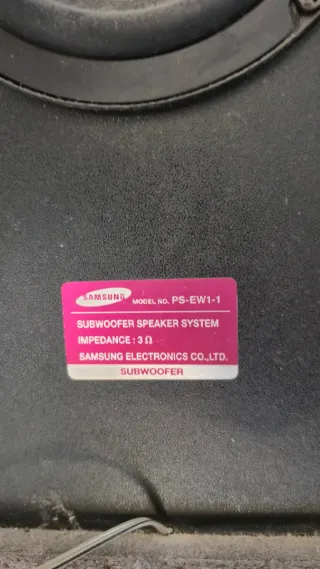 SAMSUNG MODEL NO. PS-EW1-1
SUBWOOFER SPEAKER SYSTEM
IMPEDANCE : 3 Ω
SAMSUNG ELECTRONICS CO.,LTD.
SUBWOOFER